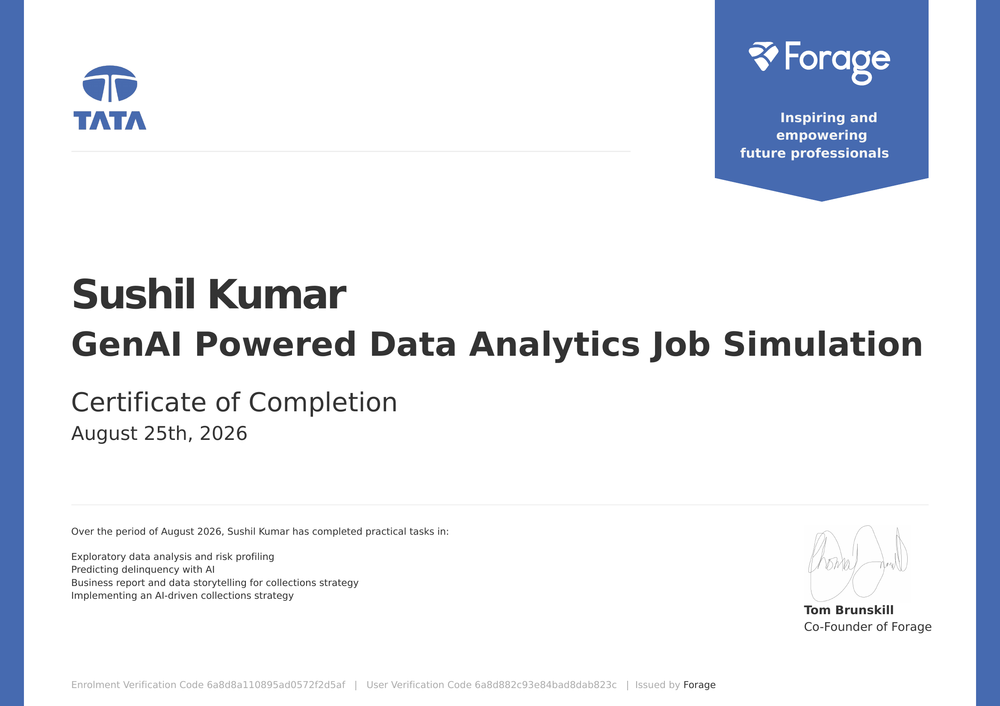 TATA
Forage
Inspiring and
empowering
future professionals
Sushil Kumar
GenAI Powered Data Analytics Job Simulation
Certificate of Completion
August 25th, 2026
Over the period of August 2026, Sushil Kumar has completed practical tasks in:
Exploratory data analysis and risk profiling
Predicting delinquency with AI
Business report and data storytelling for collections strategy
Implementing an AI-driven collections strategy
Tom Brunskill
Co-Founder of Forage
Enrolment Verification Code 6a8d8a110895ad0572f2d5af | User Verification Code 6a8d882c93e84bad8dab823c | Issued by Forage